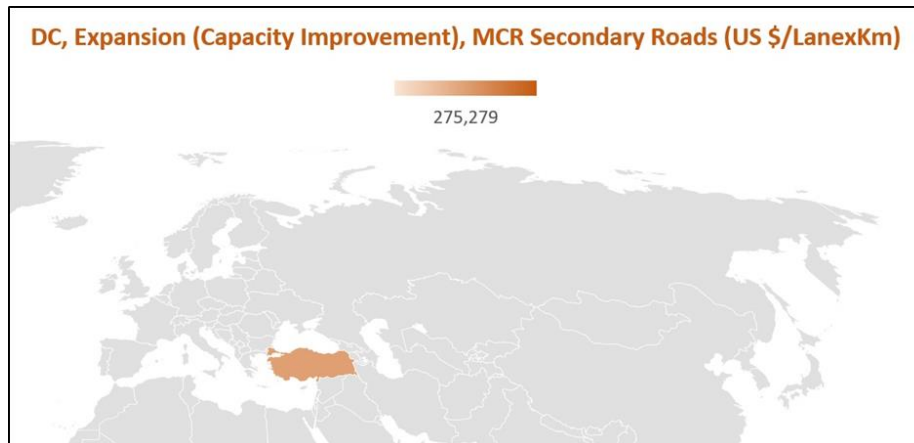 DC, Expansion (Capacity Improvement), MCR Secondary Roads (US $/LanexKm)
275,279